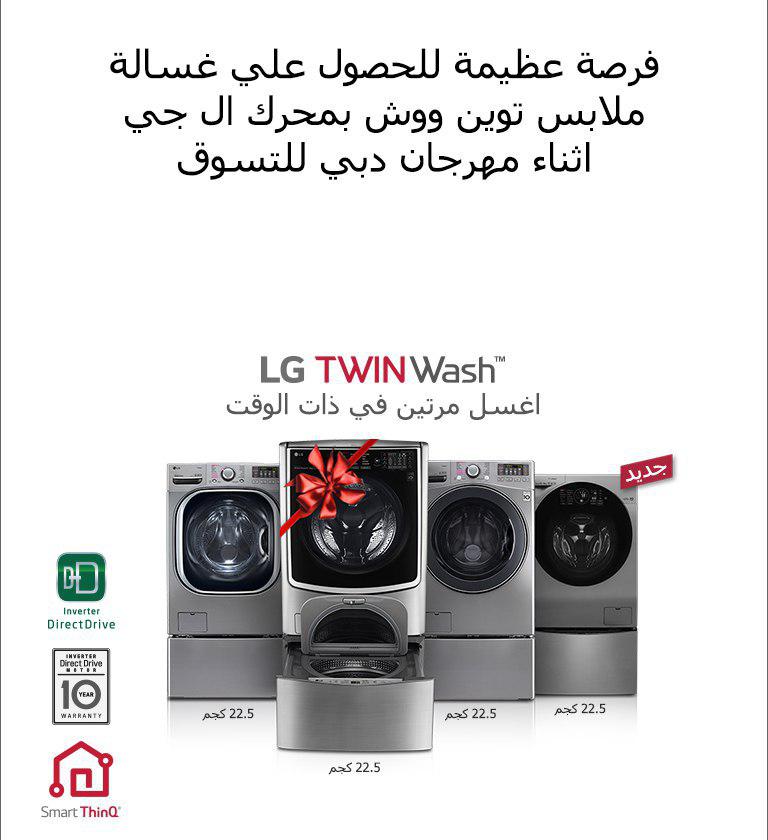 فرصة عظيمة للحصول علي غسالة
ملابس توين ووش بمحرك ال جي
اثناء مهرجان دبي للتسوق
LG TWINWash™
اغسل مرتين في ذات الوقت
جديد
Inverter
DirectDrive
INVERTER
Direct Drive
MOTOR
10 YEAR
WARRANTY
22.5 كجم
22.5 كجم
22.5 كجم
22.5 كجم
Smart ThinQ